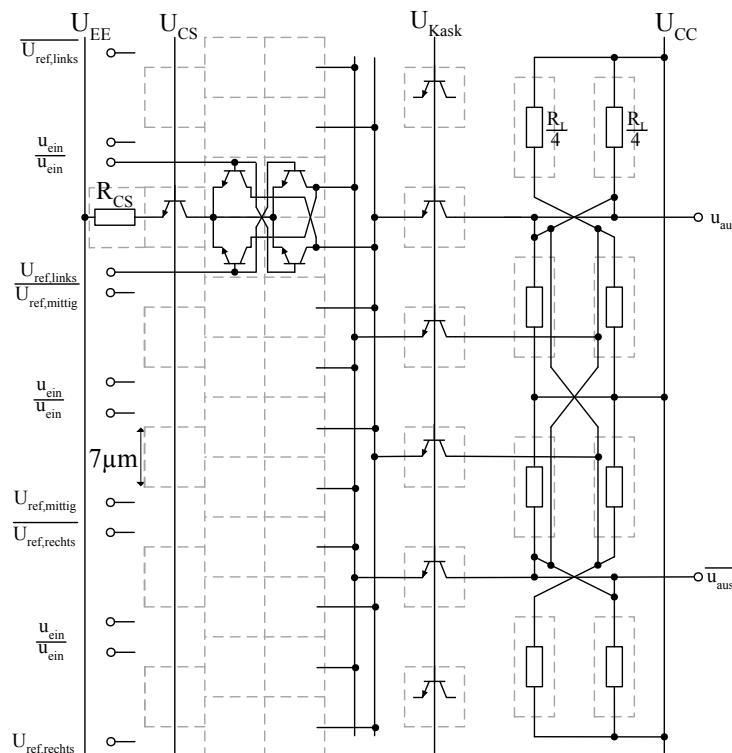 U_EE U_CS U_Kask U_CC
U_ref,links
u_ein
u_ein
R_CS
R_L
4
R_L
4
u_aus
U_ref,links
U_ref,mittig
u_ein
u_ein
7µm
U_ref,mittig
U_ref,rechts
u_aus
u_ein
u_ein
U_ref,rechts